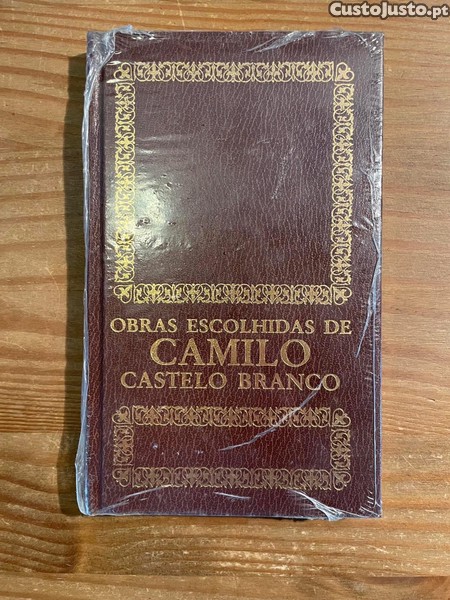 CustoJusto.pt
OBRAS ESCOLHIDAS DE
CAMILO
CASTELO BRANCO